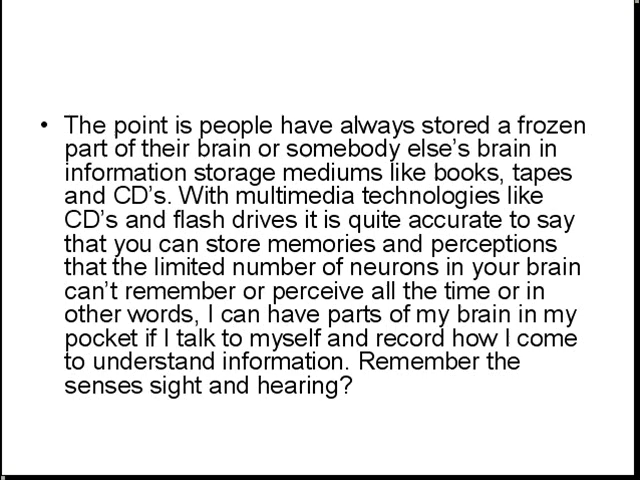 • The point is people have always stored a frozen
part of their brain or somebody else's brain in
information storage mediums like books, tapes
and CD's. With multimedia technologies like
CD's and flash drives it is quite accurate to say
that you can store memories and perceptions
that the limited number of neurons in your brain
can't remember or perceive all the time or in
other words, I can have parts of my brain in my
pocket if I talk to myself and record how I come
to understand information. Remember the
senses sight and hearing?